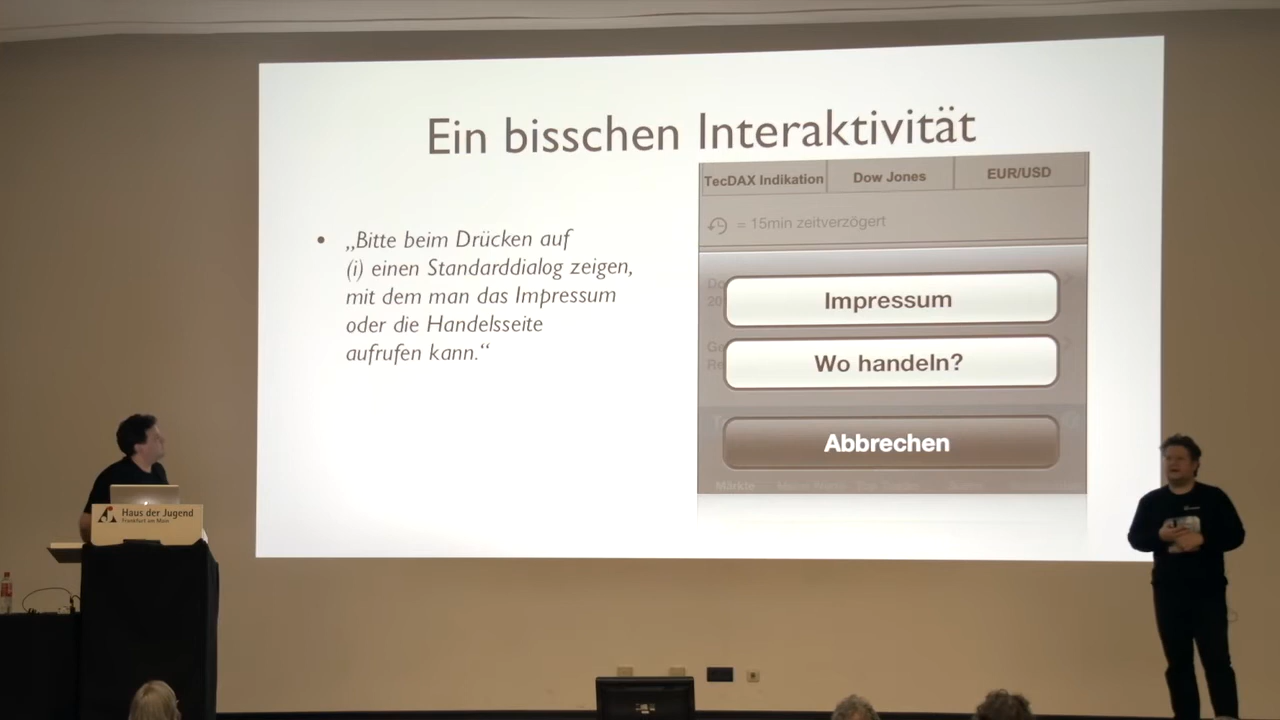 Ein bisschen Interaktivität
• „Bitte beim Drücken auf
(i) einen Standarddialog zeigen,
mit dem man das Impressum
oder die Handelsseite
aufrufen kann.“
TecDAX Indikation
Dow Jones
EUR/USD
= 15min zeitverzögert
Impressum
Wo handeln?
Abbrechen
Märkte
Haus der Jugend
Frankfurt am Main